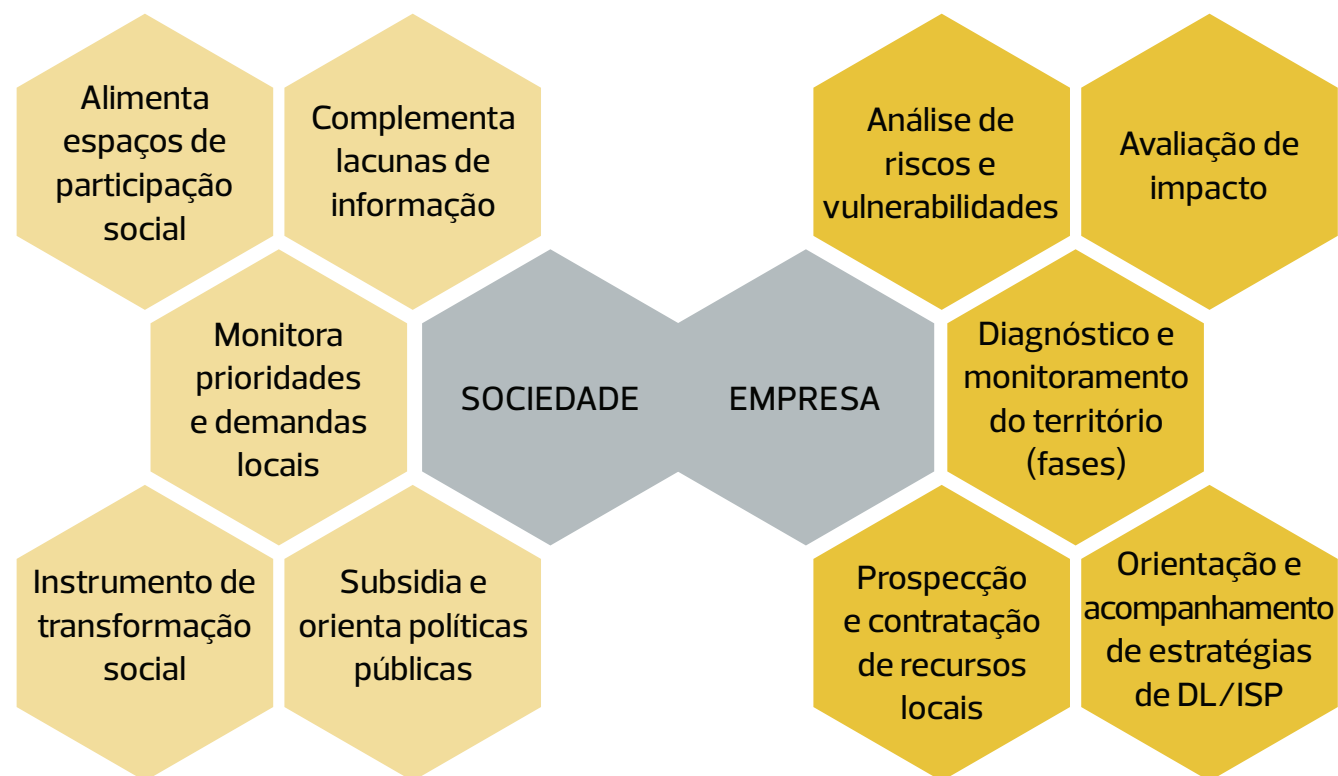 Alimenta
espaços de
participação
social
Complementa
lacunas de
informação
Monitora
prioridades
e demandas
locais
Instrumento de
transformação
social
Subsidia e
orienta políticas
públicas
SOCIEDADE
EMPRESA
Análise de
riscos e
vulnerabilidades
Avaliação de
impacto
Diagnóstico e
monitoramento
do território
(fases)
Prospecção
e contratação
de recursos
locais
Orientação e
acompanhamento
de estratégias
de DL/ISP